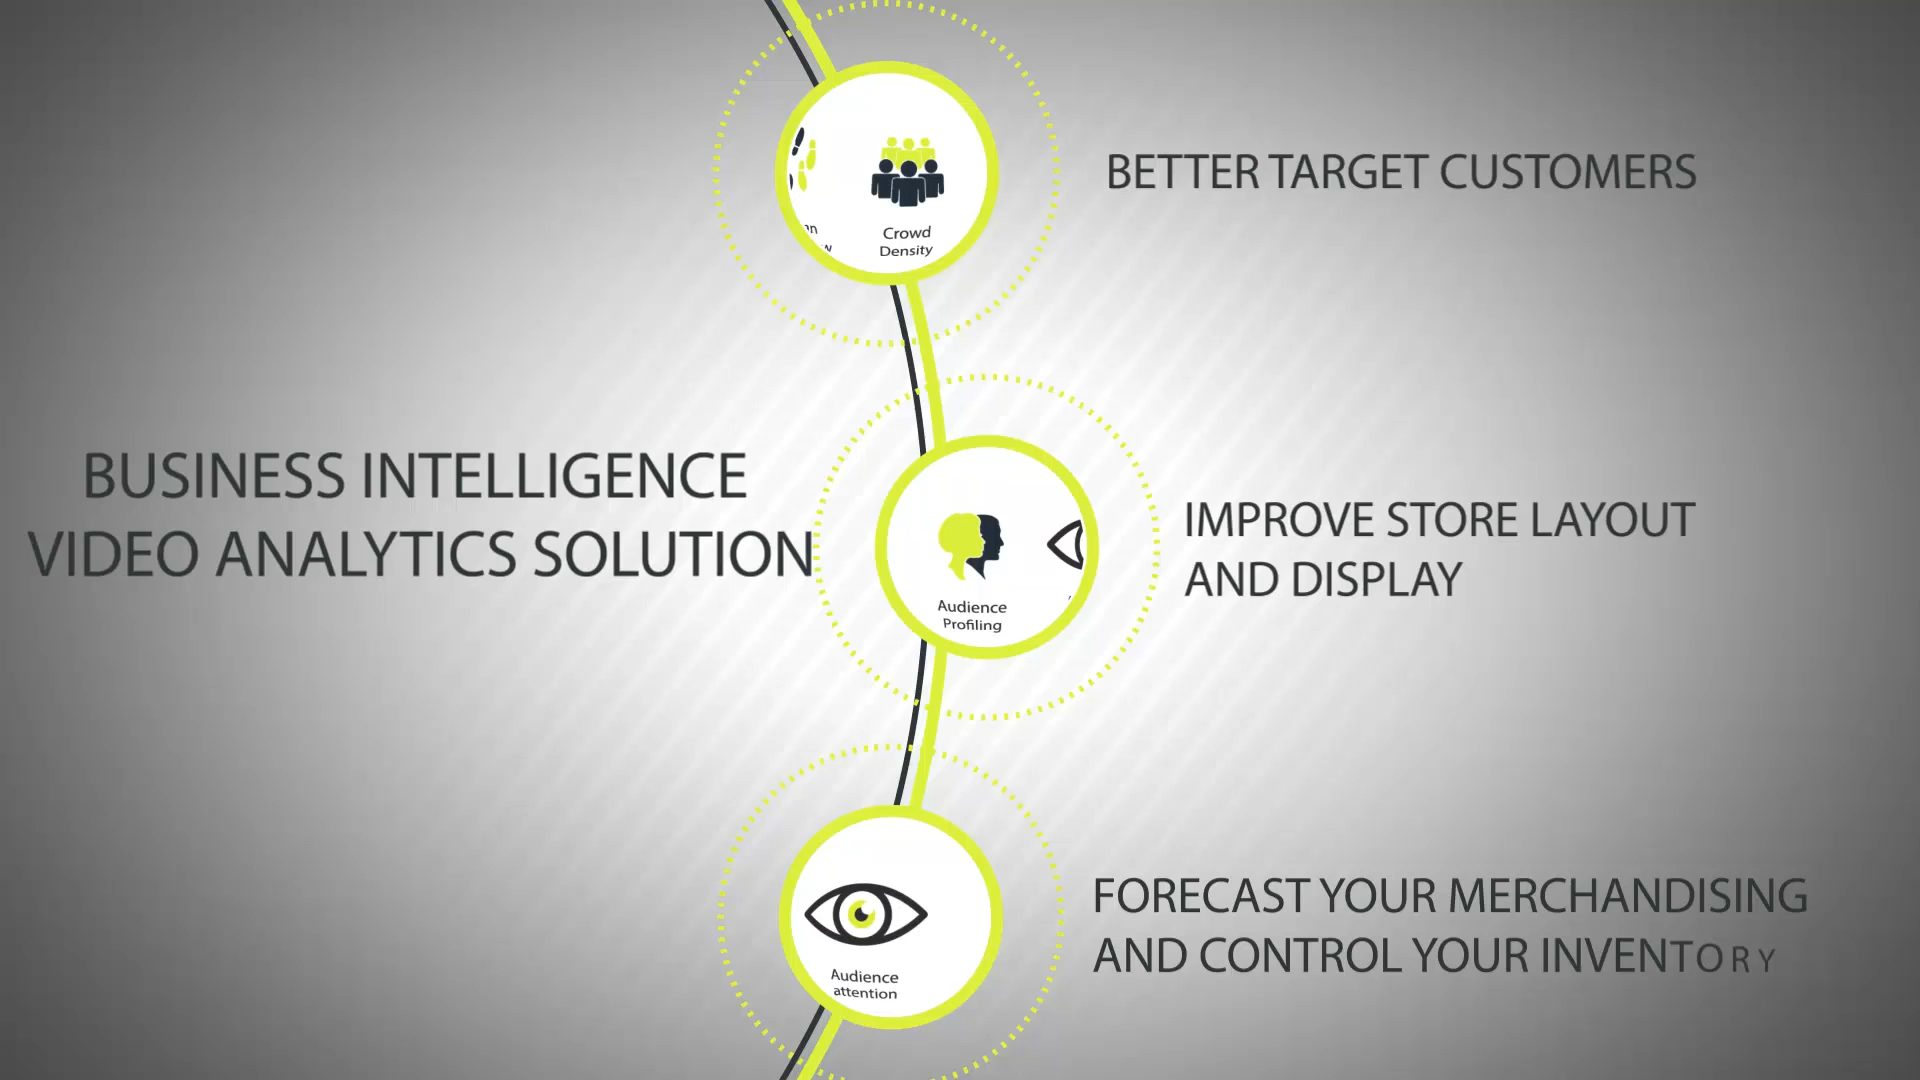 BUSINESS INTELLIGENCE
VIDEO ANALYTICS SOLUTION
Crowd
Density
BETTER TARGET CUSTOMERS
Audience
Profiling
IMPROVE STORE LAYOUT
AND DISPLAY
Audience
attention
FORECAST YOUR MERCHANDISING
AND CONTROL YOUR INVENTORY